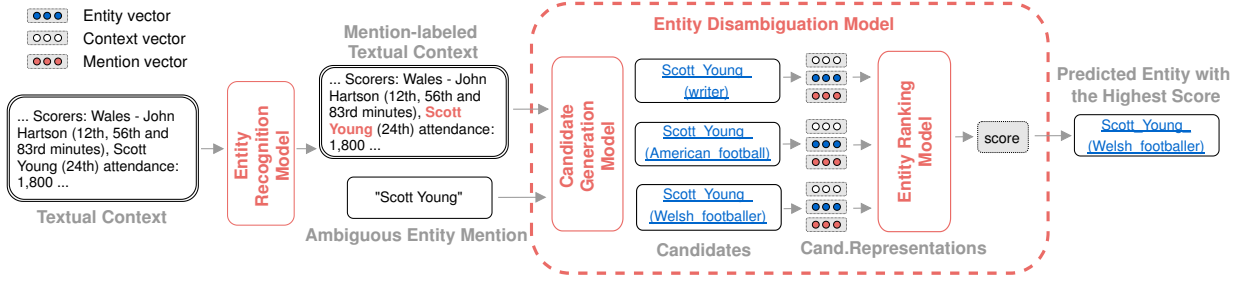 Entity vector
Context vector
Mention vector
... Scorers: Wales - John
Hartson (12th, 56th and
83rd minutes), Scott
Young (24th) attendance:
1,800 ...
Textual Context
Entity
Recognition
Model
Mention-labeled
Textual Context
... Scorers: Wales - John
Hartson (12th, 56th and
83rd minutes), Scott
Young (24th) attendance:
1,800 ...
"Scott Young"
Ambiguous Entity Mention
Entity Disambiguation Model
Candidate
Generation
Model
Scott_Young_
(writer)
Scott_Young_
(American_football)
Scott_Young_
(Welsh_footballer)
Candidates
Cand.Representations
Entity Ranking
Model
score
Predicted Entity with
the Highest Score
Scott_Young_
(Welsh_footballer)